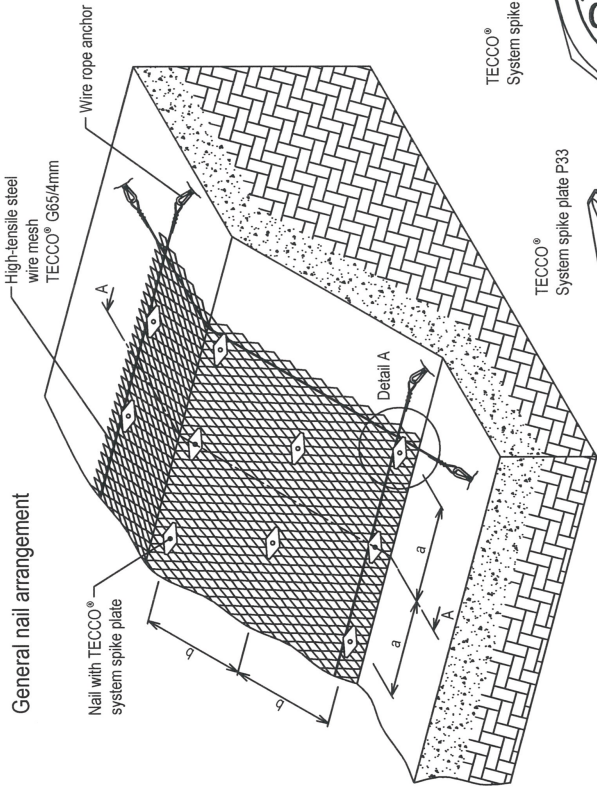 General nail arrangement
High-tensile steel
wire mesh
TECCO® G65/4mm
Wire rope anchor
Nail with TECCO®
system spike plate
A
b
b
Detail A
a
a
A
TECCO®
System spike
TECCO®
System spike plate P33